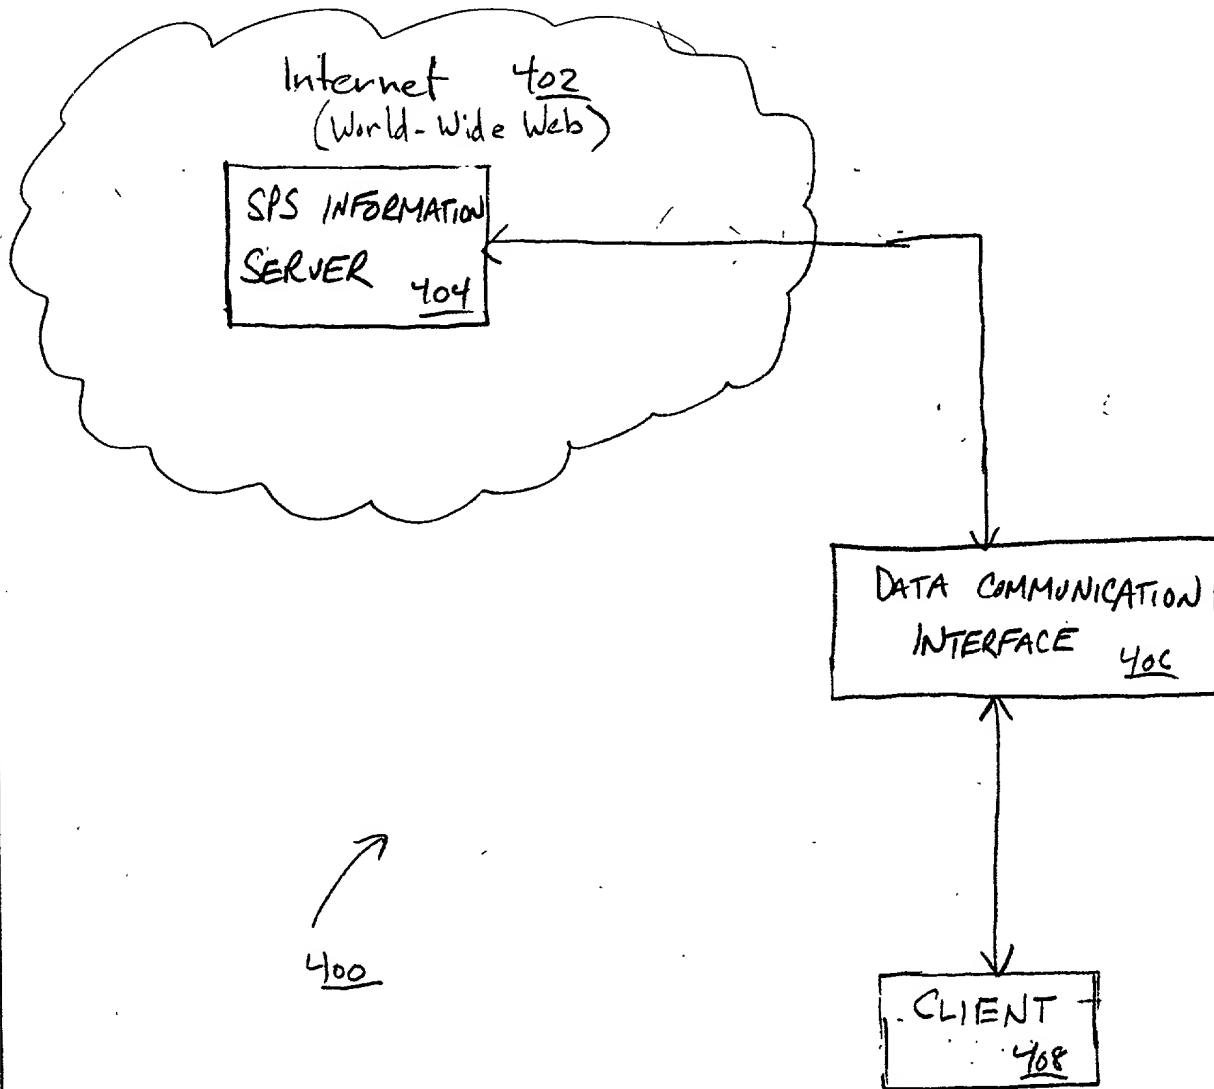 Internet 402
(World-Wide Web)
SPS INFORMATION
SERVER 404
DATA COMMUNICATION
INTERFACE 406
400
CLIENT
408